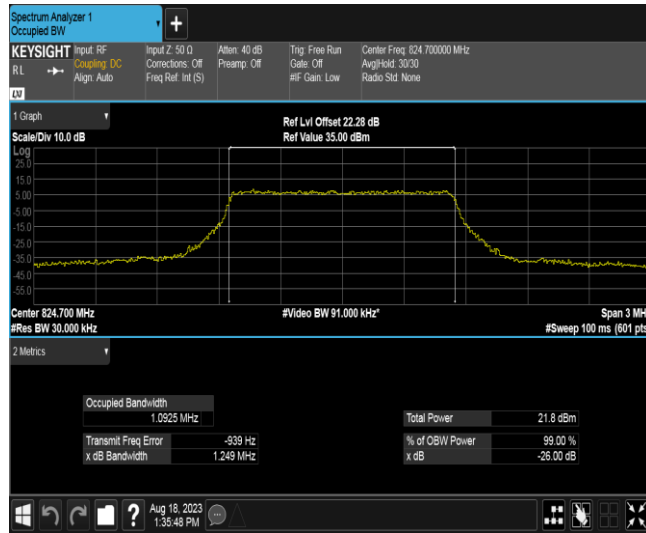 Spectrum Analyzer 1
Occupied BW
+
KEYSIGHT
R L
LXI
Input: RF
Coupling: DC
Align: Auto
Input Z: 50 Ω
Corrections: Off
Freq Ref: Int (S)
Atten: 40 dB
Preamp: Off
Trig: Free Run
Gate: Off
#IF Gain: Low
Center Freq: 824.700000 MHz
Avg|Hold: 30/30
Radio Std: None
1 Graph
Scale/Div 10.0 dB
Ref Lvl Offset 22.28 dB
Ref Value 35.00 dBm
Log
25.0
15.0
5.00
-5.00
-15.0
-25.0
-35.0
-45.0
-55.0
Center 824.700 MHz
#Video BW 91.000 kHz*
Span 3 MH
#Res BW 30.000 kHz
#Sweep 100 ms (601 pts
2 Metrics
Occupied Bandwidth
1.0925 MHz
Total Power 21.8 dBm
Transmit Freq Error -939 Hz
% of OBW Power 99.00 %
x dB Bandwidth 1.249 MHz
x dB -26.00 dB
?
Aug 18, 2023
1:35:48 PM